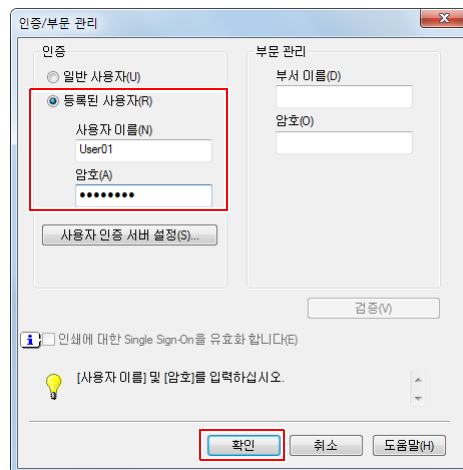 인증/부문 관리
인증
일반 사용자(U)
등록된 사용자(R)
사용자 이름(N)
User01
암호(A)
••••••••
사용자 인증 서버 설정(S)...
부문 관리
부서 이름(D)
암호(O)
검증(V)
인쇄에 대한 Single Sign-On을 유효화 합니다(E)
[사용자 이름] 및 [암호]를 입력하십시오.
확인
취소
도움말(H)